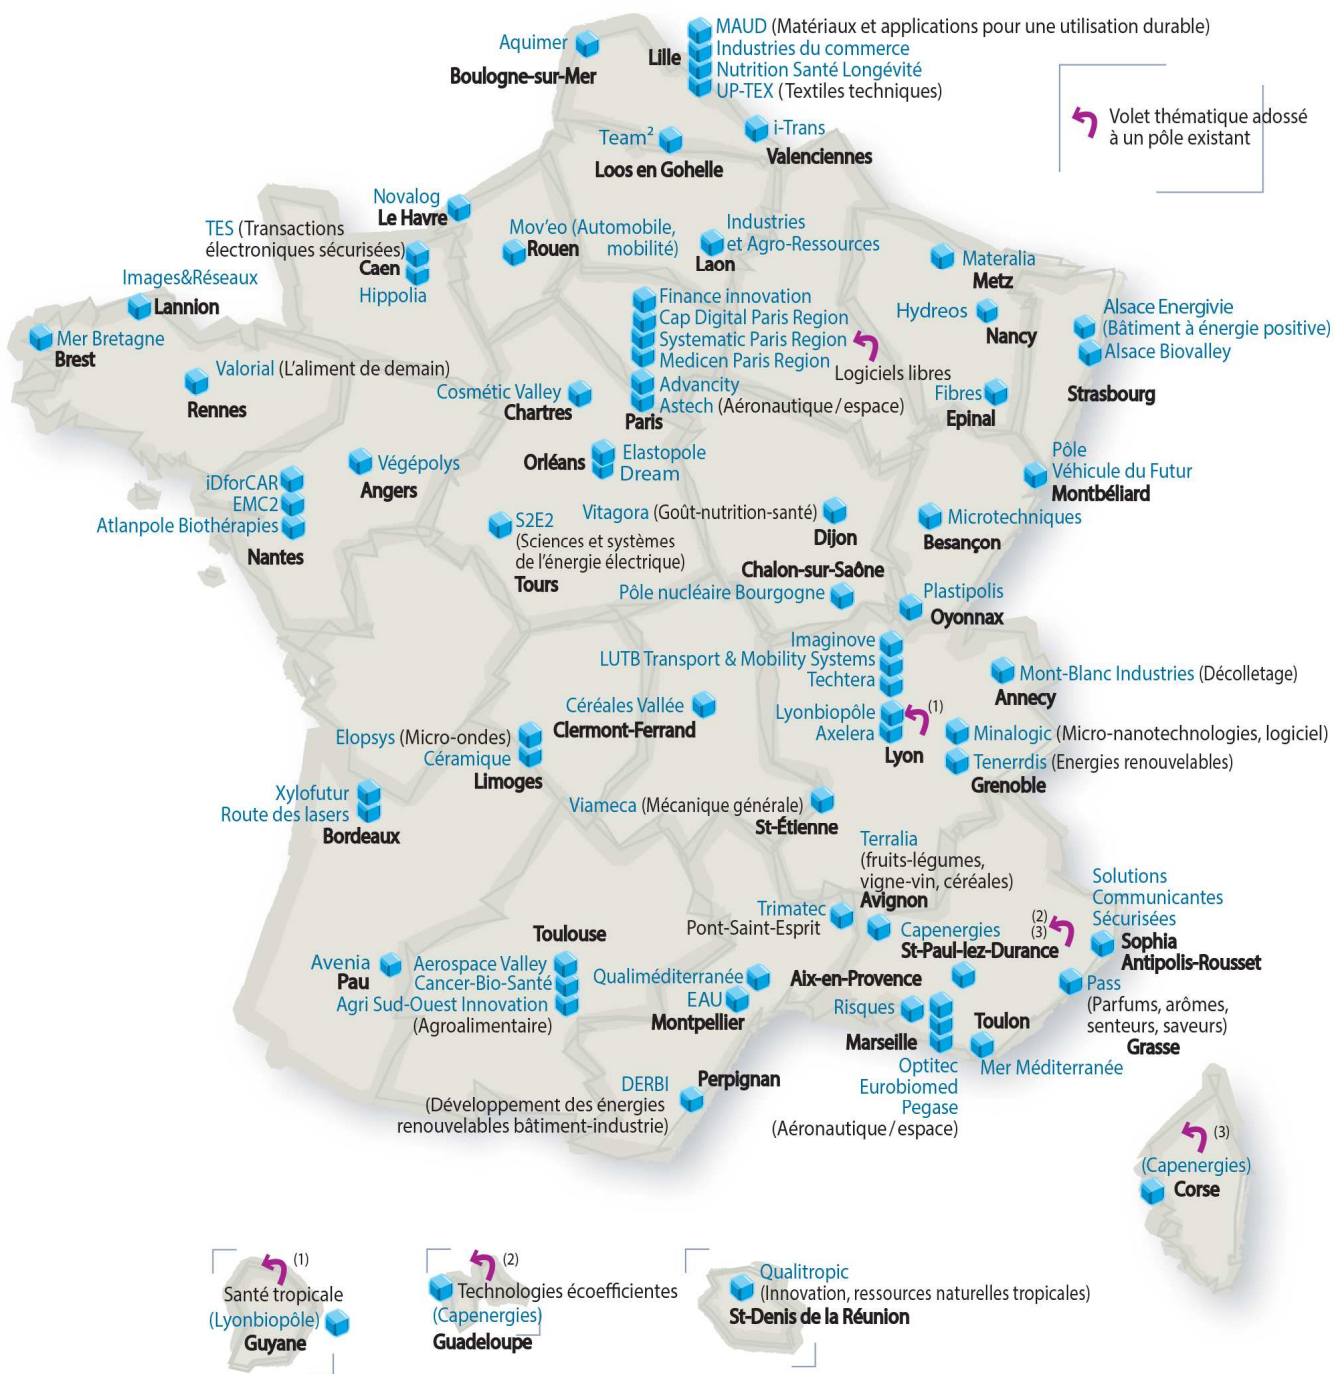 MAUD (Matériaux et applications pour une utilisation durable)
Aquimer
Industries du commerce
Lille
Nutrition Santé Longévité
Boulogne-sur-Mer
UP-TEX (Textiles techniques)
Volet thématique adossé
à un pôle existant
i-Trans
Team²
Valenciennes
Loos en Gohelle
Novalog
Le Havre
TES (Transactions
électroniques sécurisées)
Caen
Hippolia
Mov'eo (Automobile,
mobilité)
Rouen
Industries
et Agro-Ressources
Laon
Materalia
Metz
Images&Réseaux
Lannion
Mer Bretagne
Brest
Valorial (L'aliment de demain)
Rennes
Finance innovation
Cap Digital Paris Region
Systematic Paris Region
Medicen Paris Region
Logiciels libres
Advancity
Astech (Aéronautique/espace)
Paris
Hydreos
Nancy
Alsace Energivie
(Bâtiment à énergie positive)
Alsace Biovalley
Strasbourg
Cosmétic Valley
Chartres
Fibres
Epinal
Elastopole
Orléans
Dream
Pôle
Véhicule du Futur
Montbéliard
Végépolys
Angers
iDforCAR
EMC2
Atlanpole Biothérapies
Nantes
S2E2
(Sciences et systèmes
de l'énergie électrique)
Tours
Vitagora (Goût-nutrition-santé)
Dijon
Microtechniques
Besançon
Chalon-sur-Saône
Pôle nucléaire Bourgogne
Plastipolis
Oyonnax
Imaginove
LUTB Transport & Mobility Systems
Techtera
Lyonbiopôle
(1)
Axelera
Lyon
Mont-Blanc Industries (Décolletage)
Annecy
Céréales Vallée
Clermont-Ferrand
Minalogic (Micro-nanotechnologies, logiciel)
Tenerrdis (Energies renouvelables)
Grenoble
Elopsys (Micro-ondes)
Céramique
Limoges
Xylofutur
Route des lasers
Bordeaux
Viameca (Mécanique générale)
St-Étienne
Terralia
(fruits-légumes,
vigne-vin, céréales)
Avignon
Trimatec
Pont-Saint-Esprit
Solutions
Communicantes
Sécurisées
Sophia
Antipolis-Rousset
(2)
(3)
Capenergies
St-Paul-lez-Durance
Toulouse
Avenia
Pau
Aerospace Valley
Cancer-Bio-Santé
Agri Sud-Ouest Innovation
(Agroalimentaire)
Qualiméditerranée
EAU
Montpellier
Aix-en-Provence
Risques
Marseille
Optitec
Eurobiomed
Pegase
(Aéronautique/espace)
Toulon
Mer Méditerranée
Pass
(Parfums, arômes,
senteurs, saveurs)
Grasse
DERBI
Perpignan
(Développement des énergies
renouvelables bâtiment-industrie)
(3)
(Capenergies)
Corse
(1)
Santé tropicale
(Lyonbiopôle)
Guyane
(2)
Technologies écoefficientes
(Capenergies)
Guadeloupe
Qualitropic
(Innovation, ressources naturelles tropicales)
St-Denis de la Réunion